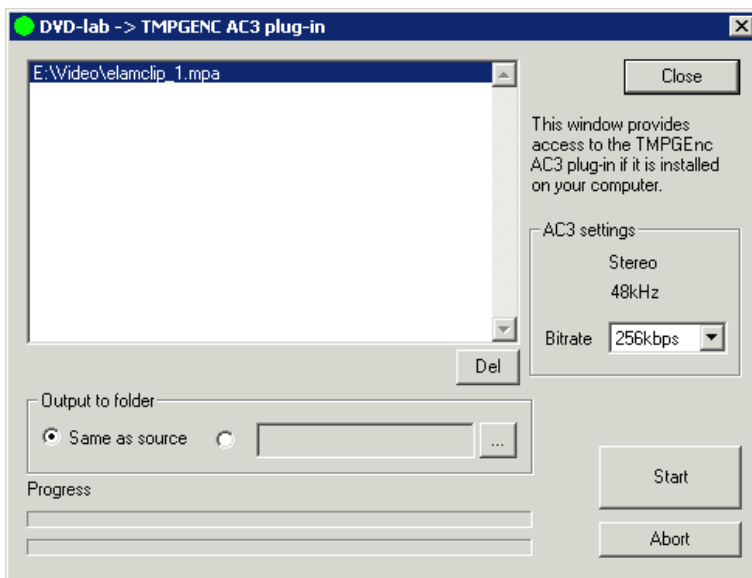 DVD-lab -> TMPGENC AC3 plug-in
E:\Video\elamclip_1.mpa
Close
This window provides
access to the TMPGEnc
AC3 plug-in if it is installed
on your computer.
AC3 settings
Stereo
48kHz
Bitrate 256kbps
Del
Output to folder
Same as source ...
Start
Progress
Abort